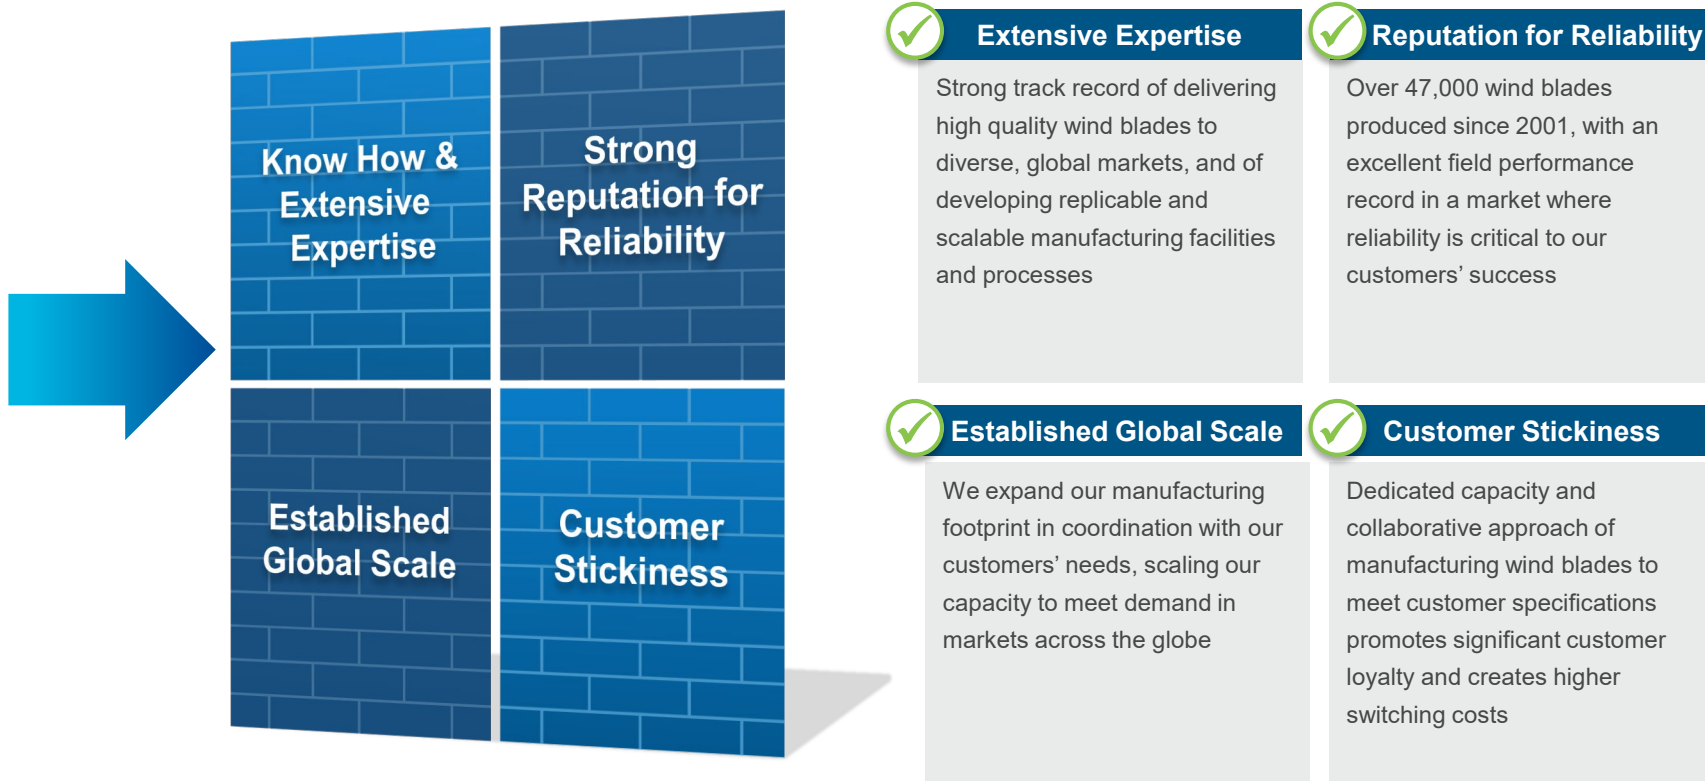 Know How &
Extensive
Expertise
Strong
Reputation for
Reliability
Established
Global Scale
Customer
Stickiness
Extensive Expertise
Strong track record of delivering
high quality wind blades to
diverse, global markets, and of
developing replicable and
scalable manufacturing facilities
and processes
Reputation for Reliability
Over 47,000 wind blades
produced since 2001, with an
excellent field performance
record in a market where
reliability is critical to our
customers’ success
Established Global Scale
We expand our manufacturing
footprint in coordination with our
customers’ needs, scaling our
capacity to meet demand in
markets across the globe
Customer Stickiness
Dedicated capacity and
collaborative approach of
manufacturing wind blades to
meet customer specifications
promotes significant customer
loyalty and creates higher
switching costs